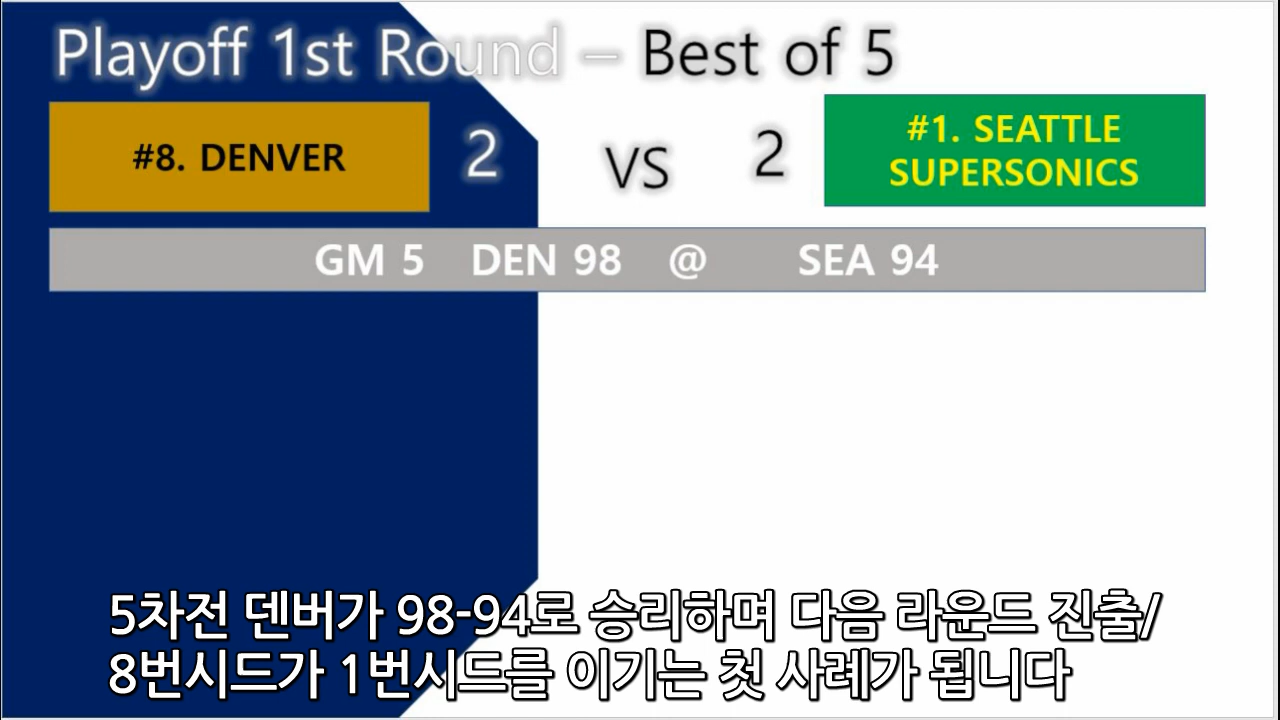 Playoff 1st Round – Best of 5
#8. DENVER 2 VS 2 #1. SEATTLE
SUPERSONICS
GM 5 DEN 98 @ SEA 94
5차전 덴버가 98-94로 승리하며 다음 라운드 진출/
8번시드가 1번시드를 이기는 첫 사례가 됩니다